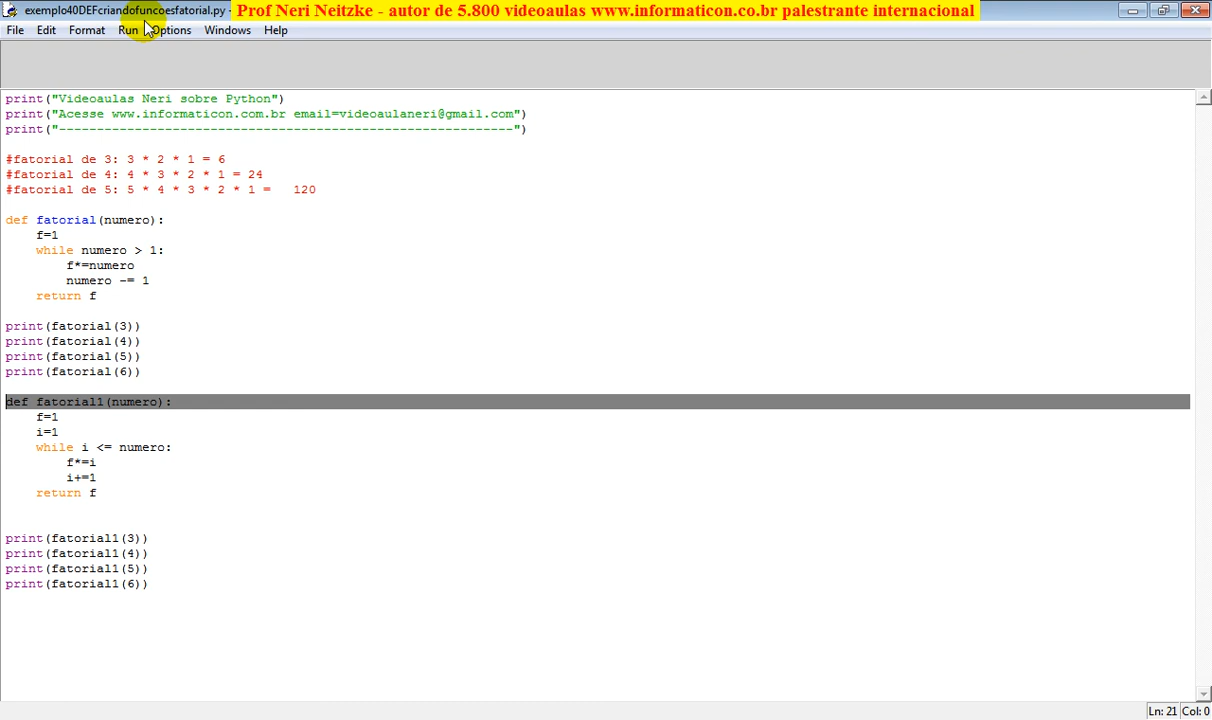 exemplo40DEFcriandofuncoesfatorial.py -
Prof Neri Neitzke - autor de 5.800 videoaulas www.informaticon.co.br palestrante internacional
File Edit Format Run Options Windows Help
print("Videoaulas Neri sobre Python")
print("Acesse www.informaticon.com.br email=videoaulaneri@gmail.com")
print("------------------------------------------------------------")
#fatorial de 3: 3 * 2 * 1 = 6
#fatorial de 4: 4 * 3 * 2 * 1 = 24
#fatorial de 5: 5 * 4 * 3 * 2 * 1 =   120
def fatorial(numero):
    f=1
    while numero > 1:
        f*=numero
        numero -= 1
    return f
print(fatorial(3))
print(fatorial(4))
print(fatorial(5))
print(fatorial(6))
def fatorial1(numero):
    f=1
    i=1
    while i <= numero:
        f*=i
        i+=1
    return f
print(fatorial1(3))
print(fatorial1(4))
print(fatorial1(5))
print(fatorial1(6))
Ln: 21 Col: 0